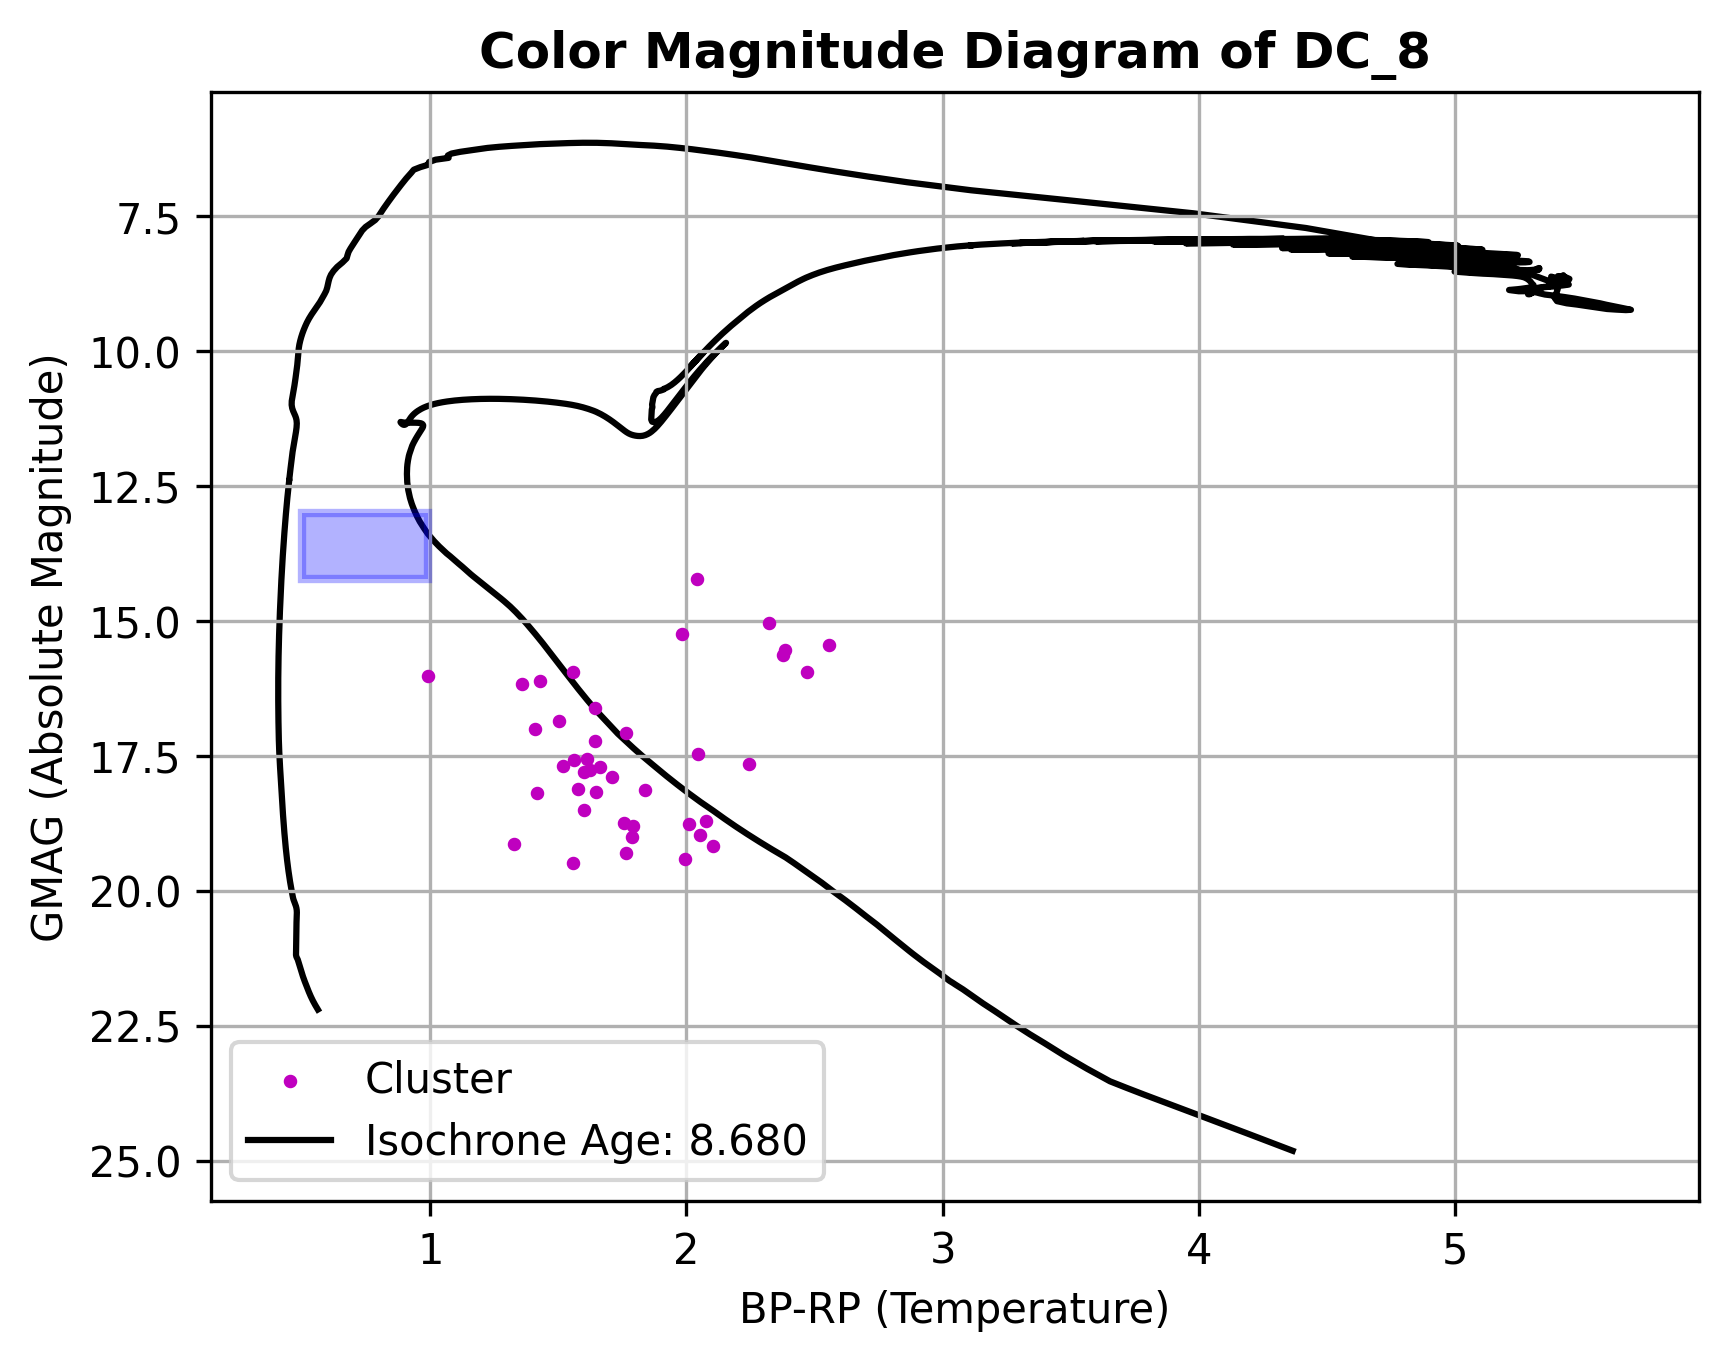 Color Magnitude Diagram of DC_8
GMAG (Absolute Magnitude)
7.5
10.0
12.5
15.0
17.5
20.0
22.5
25.0
Cluster
Isochrone Age: 8.680
1 2 3 4 5
BP-RP (Temperature)